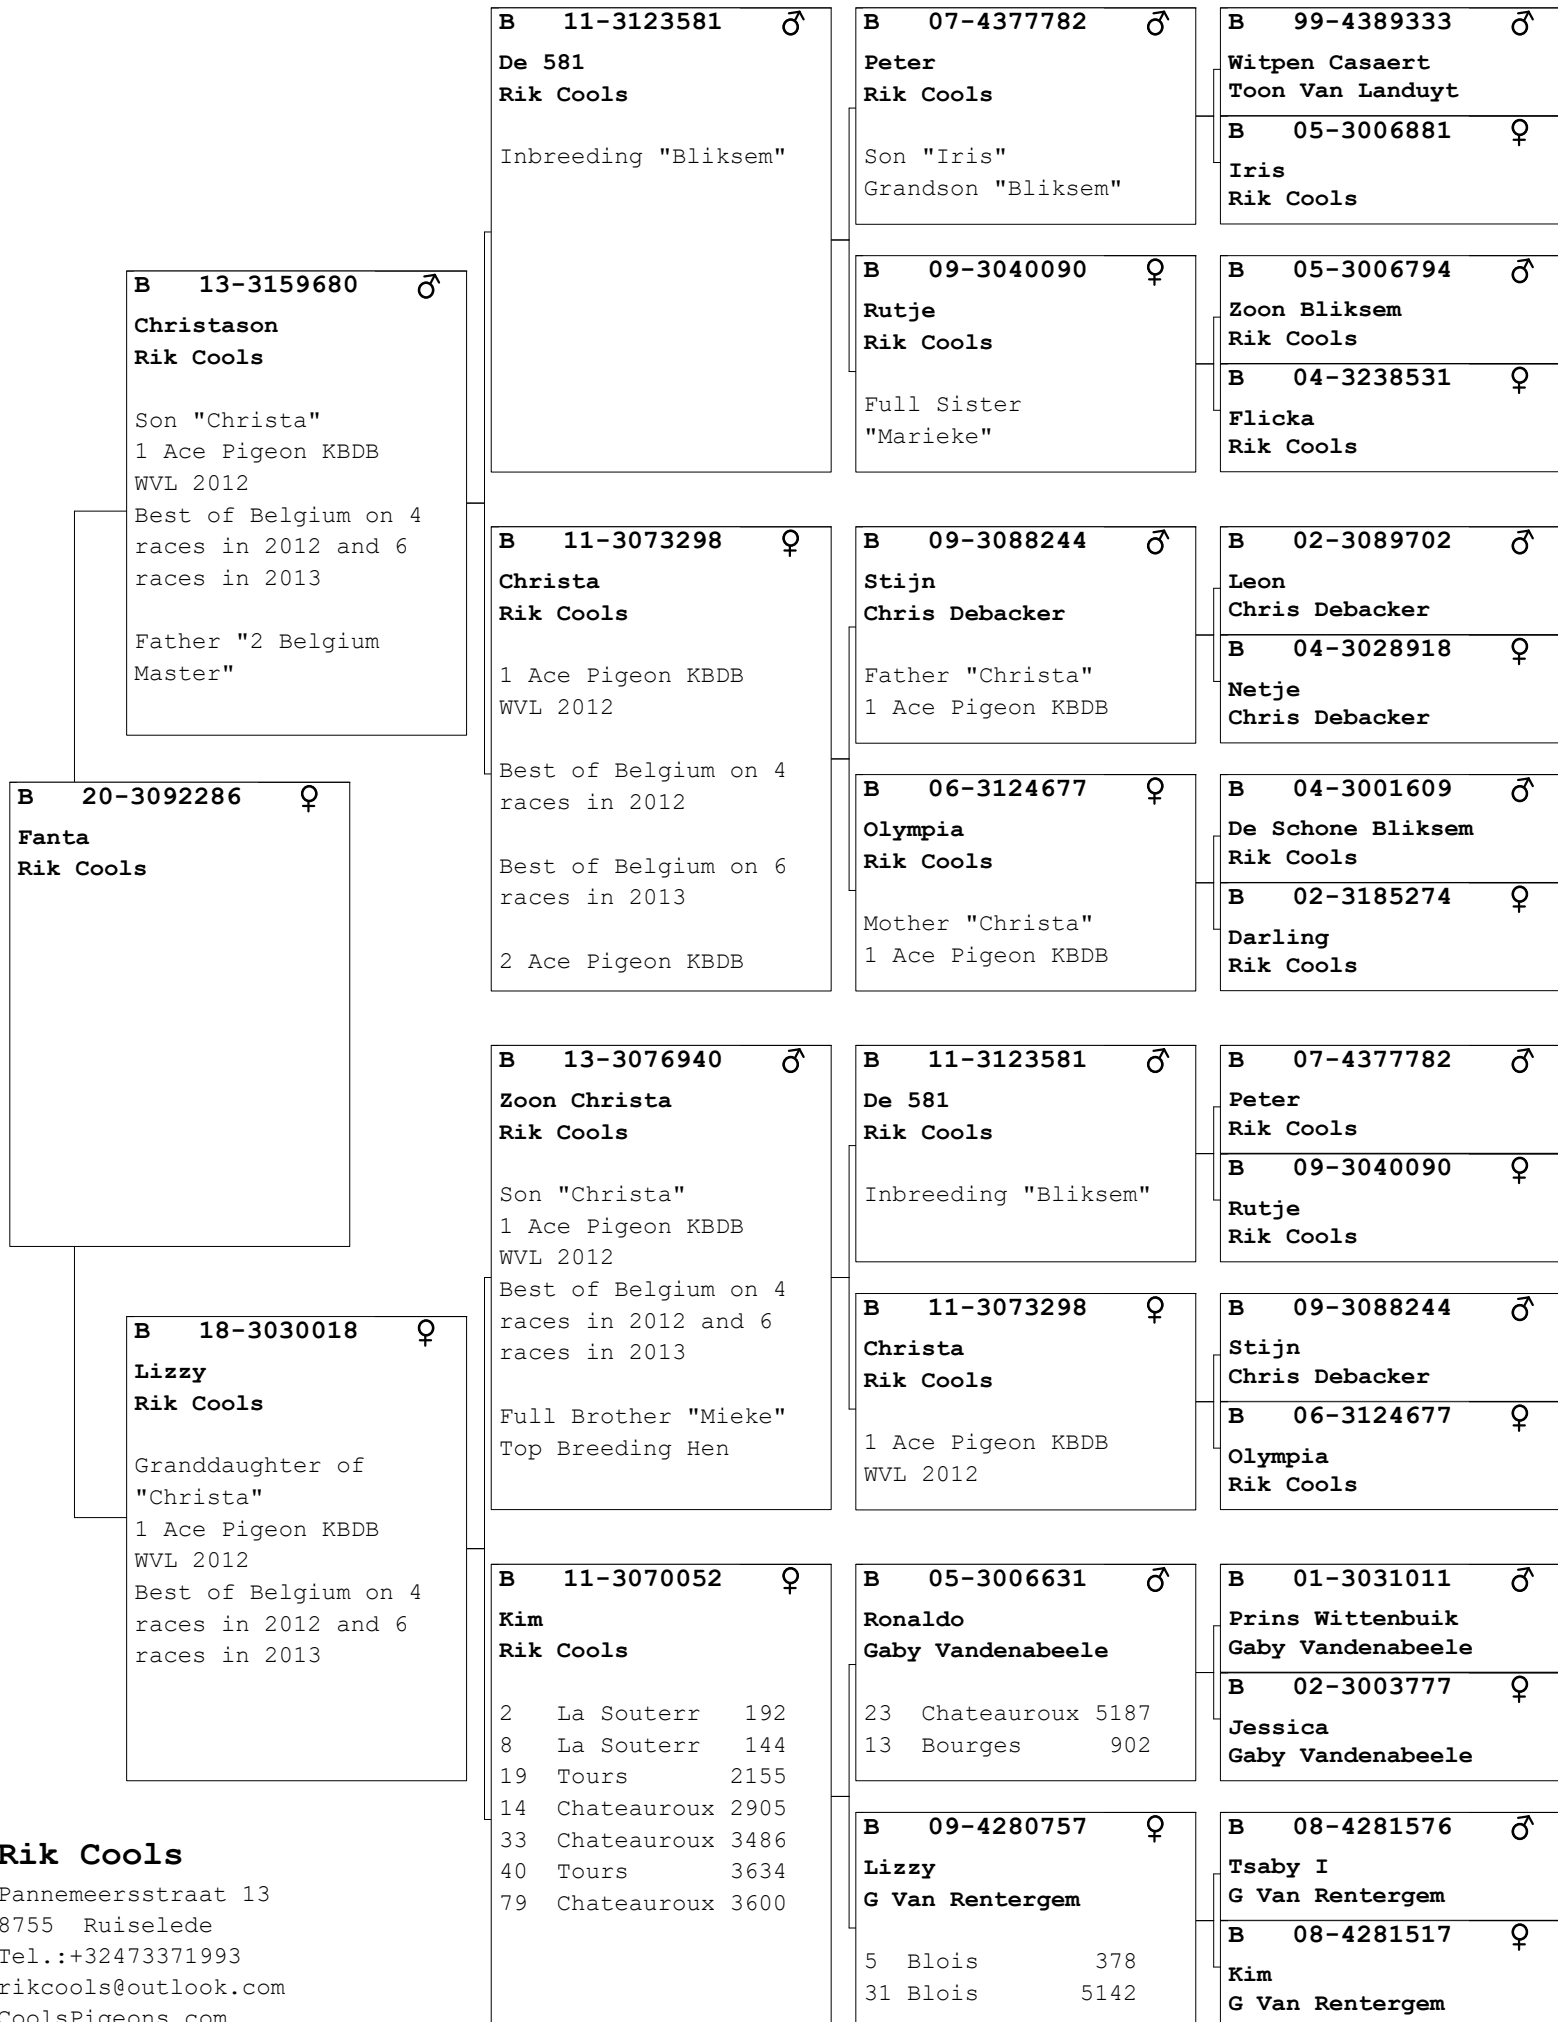 B 20-3092286 ♀
Fanta
Rik Cools
B 13-3159680 ♂
Christason
Rik Cools
Son "Christa"
1 Ace Pigeon KBDB
WVL 2012
Best of Belgium on 4
races in 2012 and 6
races in 2013
Father "2 Belgium
Master"
B 18-3030018 ♀
Lizzy
Rik Cools
Granddaughter of
"Christa"
1 Ace Pigeon KBDB
WVL 2012
Best of Belgium on 4
races in 2012 and 6
races in 2013
B 11-3123581 ♂
De 581
Rik Cools
Inbreeding "Bliksem"
B 11-3073298 ♀
Christa
Rik Cools
1 Ace Pigeon KBDB
WVL 2012
Best of Belgium on 4
races in 2012
Best of Belgium on 6
races in 2013
2 Ace Pigeon KBDB
B 13-3076940 ♂
Zoon Christa
Rik Cools
Son "Christa"
1 Ace Pigeon KBDB
WVL 2012
Best of Belgium on 4
races in 2012 and 6
races in 2013
Full Brother "Mieke"
Top Breeding Hen
B 11-3070052 ♀
Kim
Rik Cools
2 La Souterr 192
8 La Souterr 144
19 Tours 2155
14 Chateauroux 2905
33 Chateauroux 3486
40 Tours 3634
79 Chateauroux 3600
B 07-4377782 ♂
Peter
Rik Cools
Son "Iris"
Grandson "Bliksem"
B 09-3040090 ♀
Rutje
Rik Cools
Full Sister
"Marieke"
B 09-3088244 ♂
Stijn
Chris Debacker
Father "Christa"
1 Ace Pigeon KBDB
B 06-3124677 ♀
Olympia
Rik Cools
Mother "Christa"
1 Ace Pigeon KBDB
B 11-3123581 ♂
De 581
Rik Cools
Inbreeding "Bliksem"
B 11-3073298 ♀
Christa
Rik Cools
1 Ace Pigeon KBDB
WVL 2012
B 05-3006631 ♂
Ronaldo
Gaby Vandenabeele
23 Chateauroux 5187
13 Bourges 902
B 09-4280757 ♀
Lizzy
G Van Rentergem
5 Blois 378
31 Blois 5142
B 99-4389333 ♂
Witpen Casaert
Toon Van Landuyt
B 05-3006881 ♀
Iris
Rik Cools
B 05-3006794 ♂
Zoon Bliksem
Rik Cools
B 04-3238531 ♀
Flicka
Rik Cools
B 02-3089702 ♂
Leon
Chris Debacker
B 04-3028918 ♀
Netje
Chris Debacker
B 04-3001609 ♂
De Schone Bliksem
Rik Cools
B 02-3185274 ♀
Darling
Rik Cools
B 07-4377782 ♂
Peter
Rik Cools
B 09-3040090 ♀
Rutje
Rik Cools
B 09-3088244 ♂
Stijn
Chris Debacker
B 06-3124677 ♀
Olympia
Rik Cools
B 01-3031011 ♂
Prins Wittenbuik
Gaby Vandenabeele
B 02-3003777 ♀
Jessica
Gaby Vandenabeele
B 08-4281576 ♂
Tsaby I
G Van Rentergem
B 08-4281517 ♀
Kim
G Van Rentergem
Rik Cools
Pannemeersstraat 13
8755 Ruiselede
Tel.:+32473371993
rikcools@outlook.com
CoolsPigeons.com